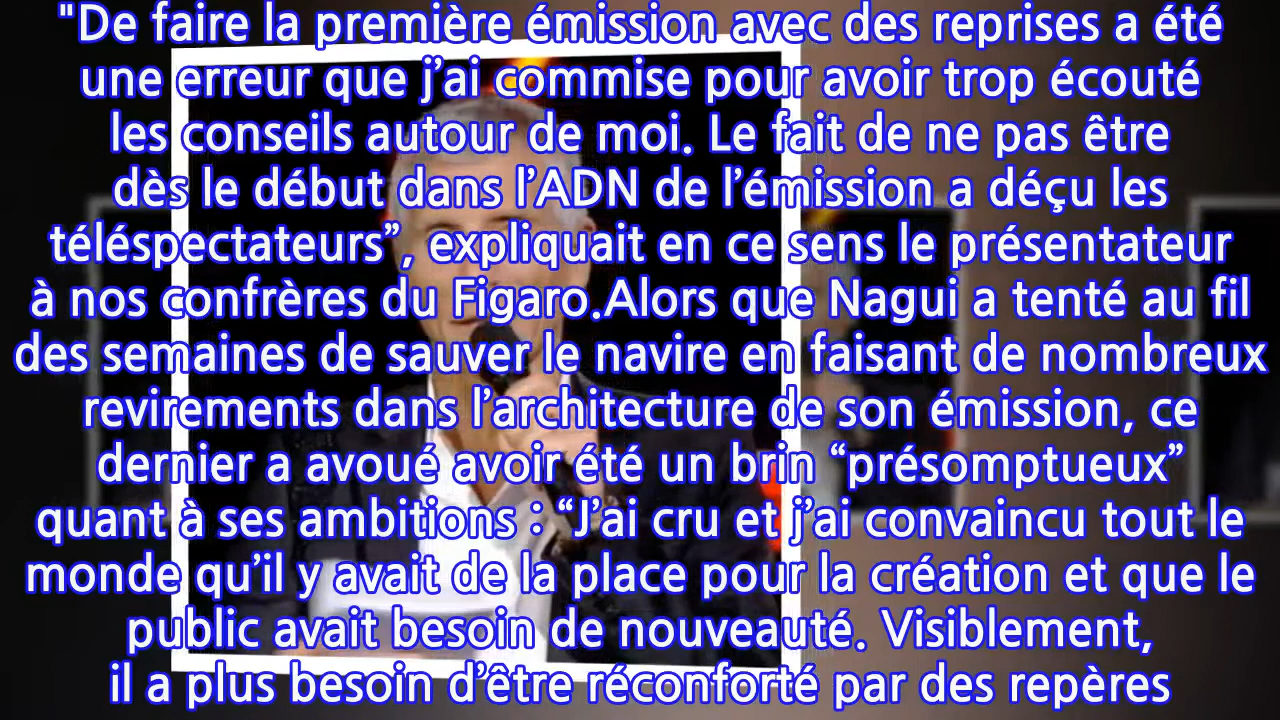 "De faire la première émission avec des reprises a été
une erreur que j’ai commise pour avoir trop écouté
les conseils autour de moi. Le fait de ne pas être
dès le début dans l’ADN de l’émission a déçu les
téléspectateurs”, expliquait en ce sens le présentateur
à nos confrères du Figaro.Alors que Nagui a tenté au fil
des semaines de sauver le navire en faisant de nombreux
revirements dans l’architecture de son émission, ce
dernier a avoué avoir été un brin “présomptueux”
quant à ses ambitions : “J’ai cru et j’ai convaincu tout le
monde qu’il y avait de la place pour la création et que le
public avait besoin de nouveauté. Visiblement,
il a plus besoin d’être réconforté par des repères